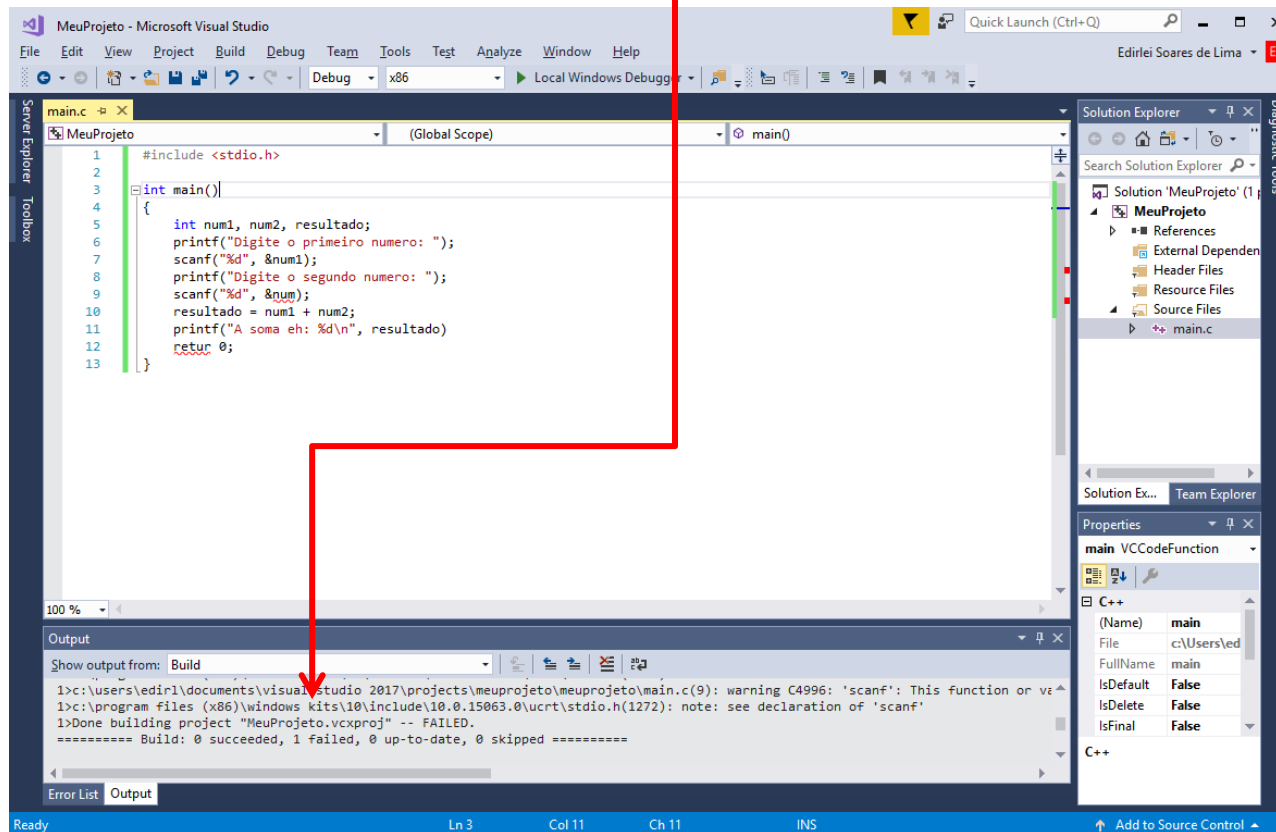 MeuProjeto - Microsoft Visual Studio
Quick Launch (Ctrl+Q)
File Edit View Project Build Debug Team Tools Test Analyze Window Help
Edirlei Soares de Lima
Debug x86 Local Windows Debugger
Server Explorer
Toolbox
main.c
MeuProjeto (Global Scope) main()
1 #include <stdio.h>
2
3 int main()
4 {
5 int num1, num2, resultado;
6 printf("Digite o primeiro numero: ");
7 scanf("%d", &num1);
8 printf("Digite o segundo numero: ");
9 scanf("%d", &num);
10 resultado = num1 + num2;
11 printf("A soma eh: %d\n", resultado)
12 retur 0;
13 }
100 %
Output
Show output from: Build
1>c:\users\edirl\documents\visual studio 2017\projects\meuprojeto\meuprojeto\main.c(9): warning C4996: 'scanf': This function or va
1>c:\program files (x86)\windows kits\10\include\10.0.15063.0\ucrt\stdio.h(1272): note: see declaration of 'scanf'
1>Done building project "MeuProjeto.vcxproj" -- FAILED.
========== Build: 0 succeeded, 1 failed, 0 up-to-date, 0 skipped ==========
Error List Output
Solution Explorer
Search Solution Explorer
Solution 'MeuProjeto' (1 p
MeuProjeto
References
External Dependen
Header Files
Resource Files
Source Files
main.c
Solution Ex... Team Explorer
Properties
main VCCodeFunction
C++
(Name) main
File c:\Users\ed
FullName main
IsDefault False
IsDelete False
IsFinal False
C++
Diagnostic Tools
Ready Ln 3 Col 11 Ch 11 INS Add to Source Control